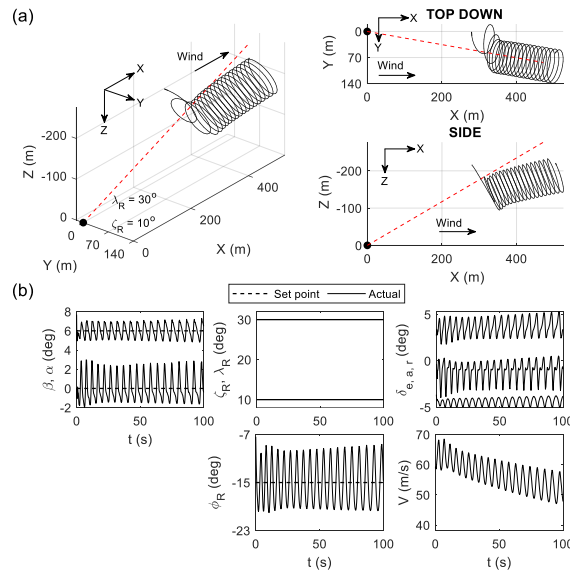 (a)
TOP DOWN
Y (m)
0
70
140
X
Y
Wind
0
200
400
X (m)
Wind
X
Y
Z
Z (m)
-200
-100
0
λR = 30°
ζR = 10°
0
70
140
Y (m)
0
200
400
X (m)
SIDE
Z (m)
-200
-100
0
X
Z
Wind
0
200
400
X (m)
(b)
Set point
Actual
β, α (deg)
8
6
4
2
0
-2
0
50
100
t (s)
ζR, λR (deg)
30
20
10
0
50
100
δe, a, r (deg)
5
0
-5
0
50
100
ϕR (deg)
-7
-15
-23
0
50
100
t (s)
V (m/s)
70
60
50
40
0
50
100
t (s)